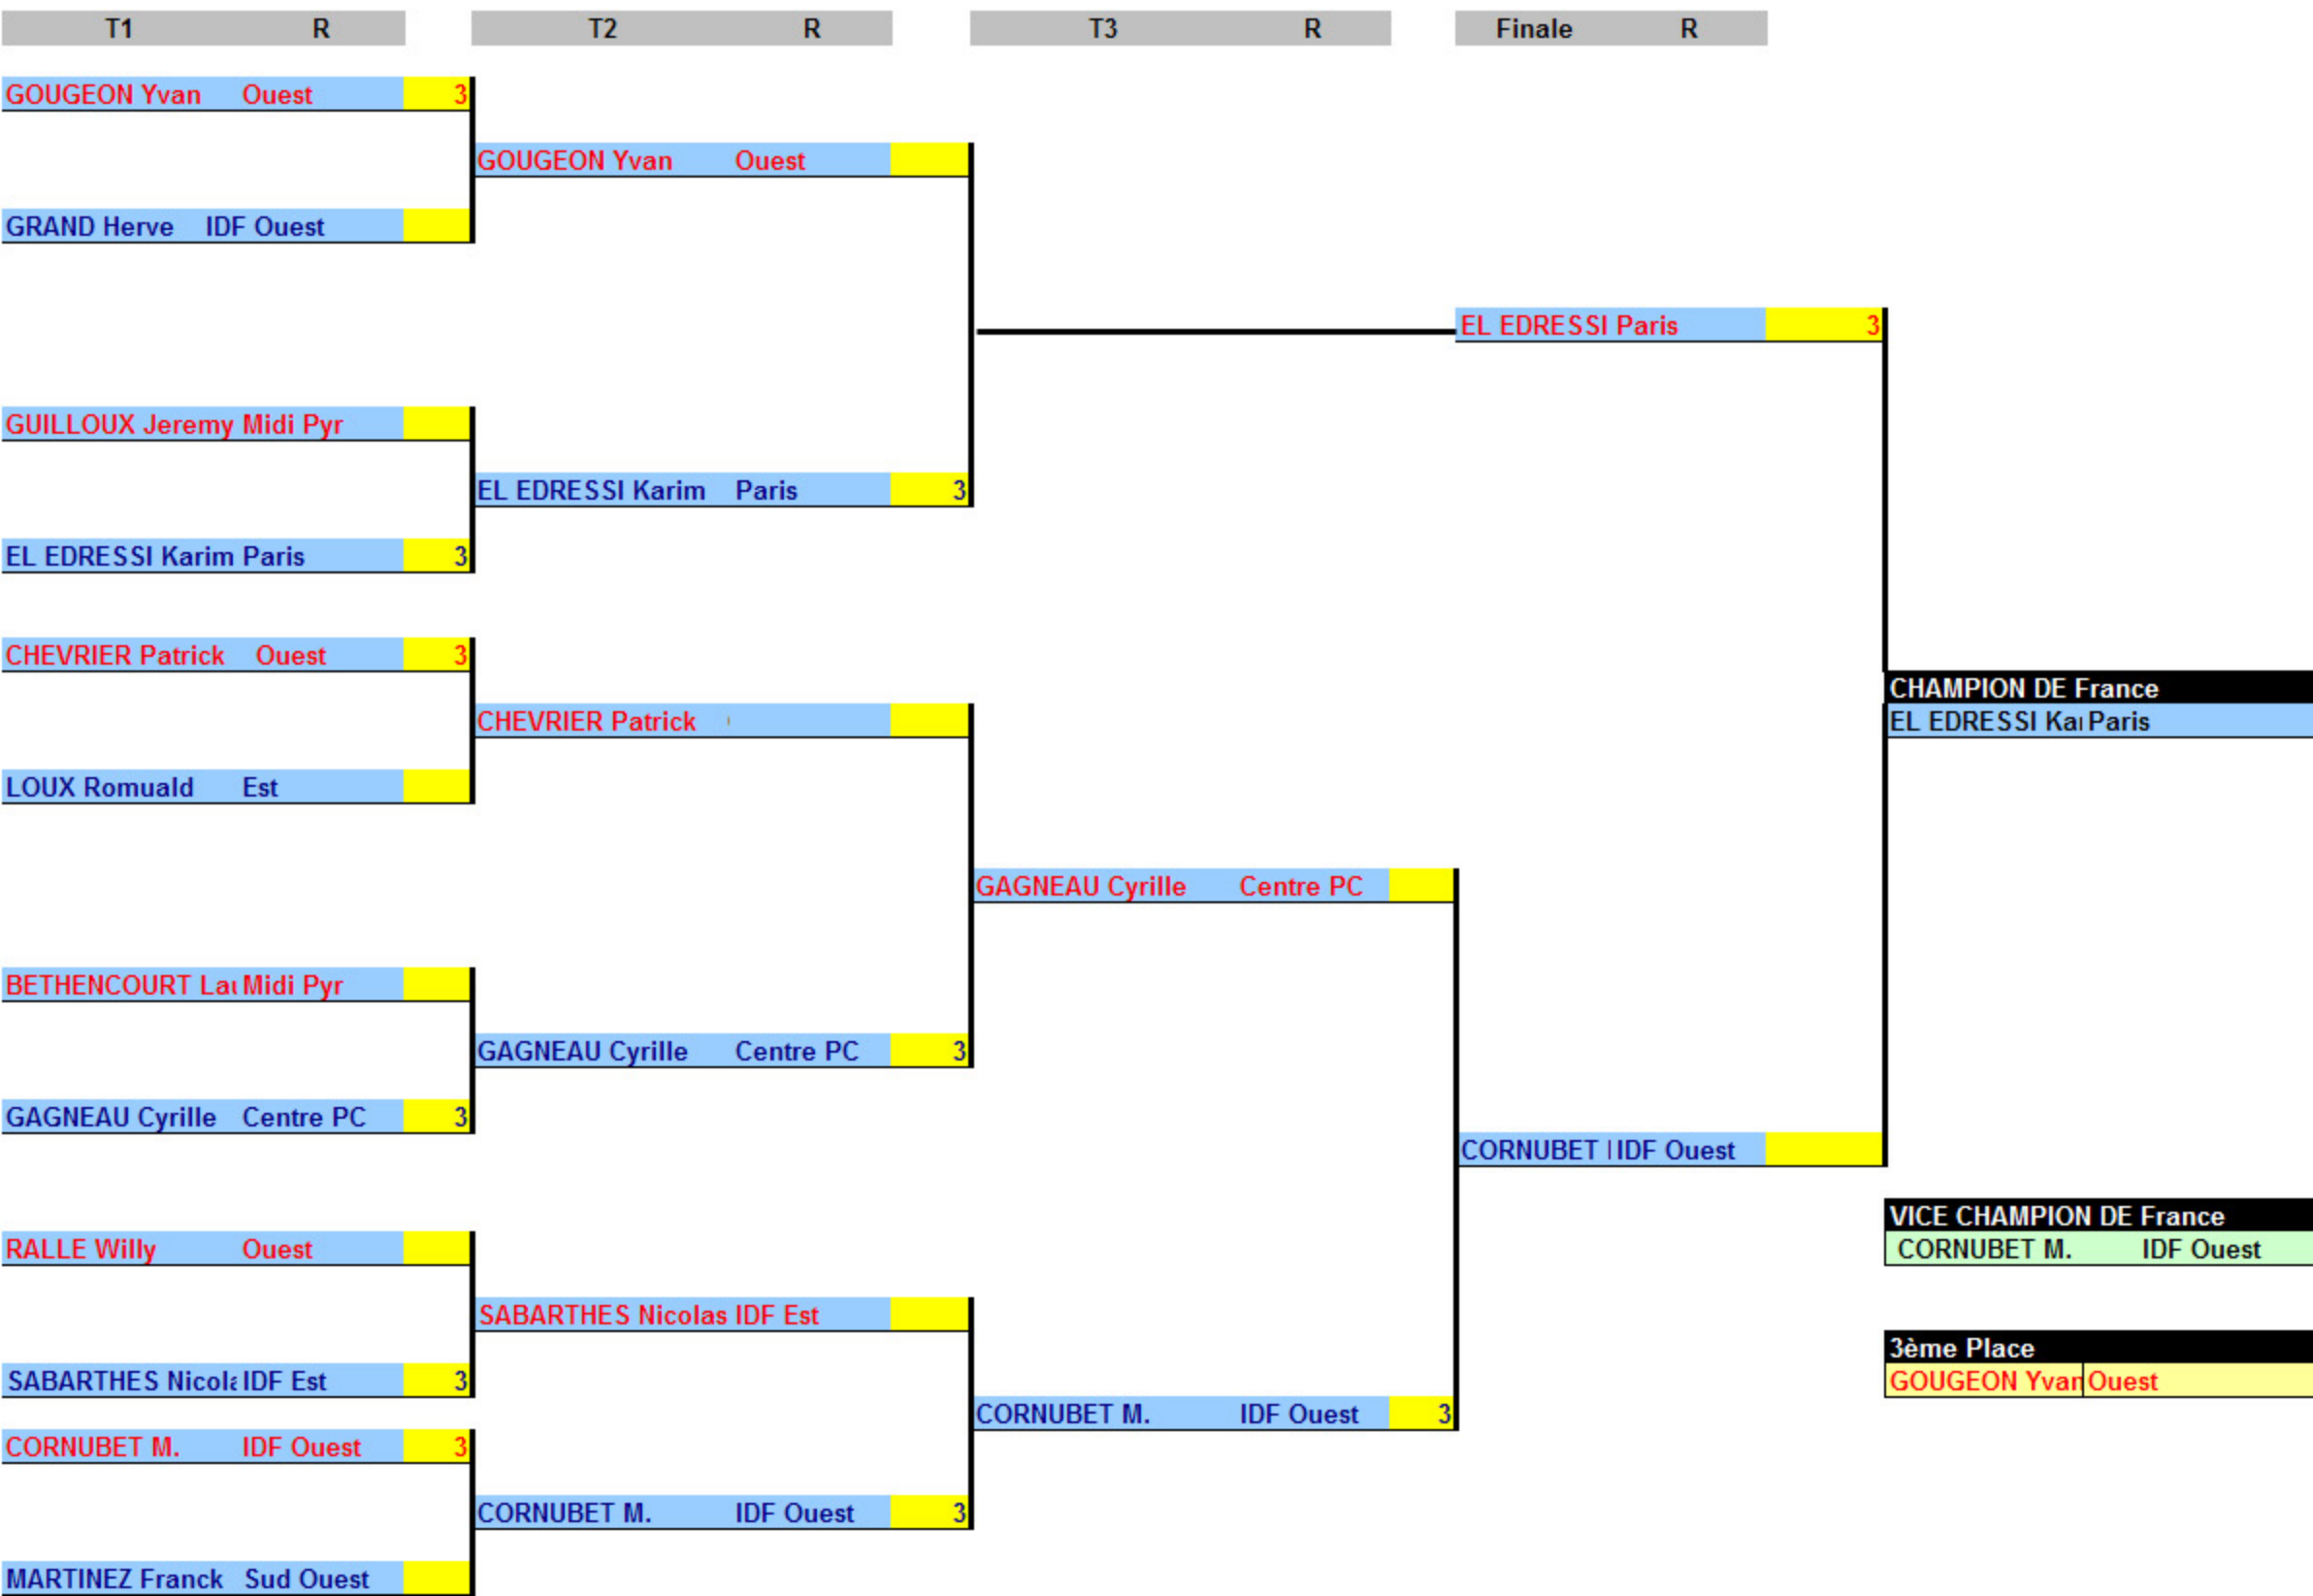 T1 R T2 R T3 R Finale R
GOUGEON Yvan Ouest 3
GOUGEON Yvan Ouest
GRAND Herve IDF Ouest
EL EDRESSI Paris 3
GUILLOUX Jeremy Midi Pyr
EL EDRESSI Karim Paris 3
EL EDRESSI Karim Paris 3
CHEVRIER Patrick Ouest 3
CHAMPION DE France
CHEVRIER Patrick
EL EDRESSI Kar Paris
LOUX Romuald Est
GAGNEAU Cyrille Centre PC
BETHENCOURT Lau Midi Pyr
GAGNEAU Cyrille Centre PC 3
GAGNEAU Cyrille Centre PC 3
CORNUBET IDF Ouest
VICE CHAMPION DE France
RALLE Willy Ouest
CORNUBET M. IDF Ouest
SABARTHES Nicolas IDF Est
3ème Place
SABARTHES Nicola IDF Est 3
GOUGEON Yvan Ouest
CORNUBET M. IDF Ouest 3
CORNUBET M. IDF Ouest 3
CORNUBET M. IDF Ouest 3
MARTINEZ Franck Sud Ouest